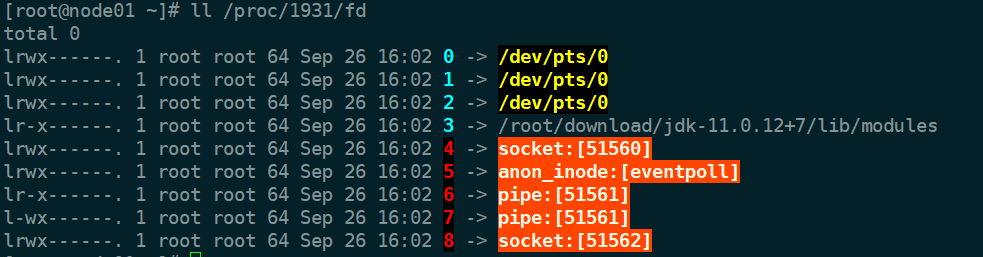 [root@node01 ~]# ll /proc/1931/fd
total 0
lrwx------. 1 root root 64 Sep 26 16:02 0 -> /dev/pts/0
lrwx------. 1 root root 64 Sep 26 16:02 1 -> /dev/pts/0
lrwx------. 1 root root 64 Sep 26 16:02 2 -> /dev/pts/0
lr-x------. 1 root root 64 Sep 26 16:02 3 -> /root/download/jdk-11.0.12+7/lib/modules
lrwx------. 1 root root 64 Sep 26 16:02 4 -> socket:[51560]
lrwx------. 1 root root 64 Sep 26 16:02 5 -> anon_inode:[eventpoll]
lr-x------. 1 root root 64 Sep 26 16:02 6 -> pipe:[51561]
l-wx------. 1 root root 64 Sep 26 16:02 7 -> pipe:[51561]
lrwx------. 1 root root 64 Sep 26 16:02 8 -> socket:[51562]